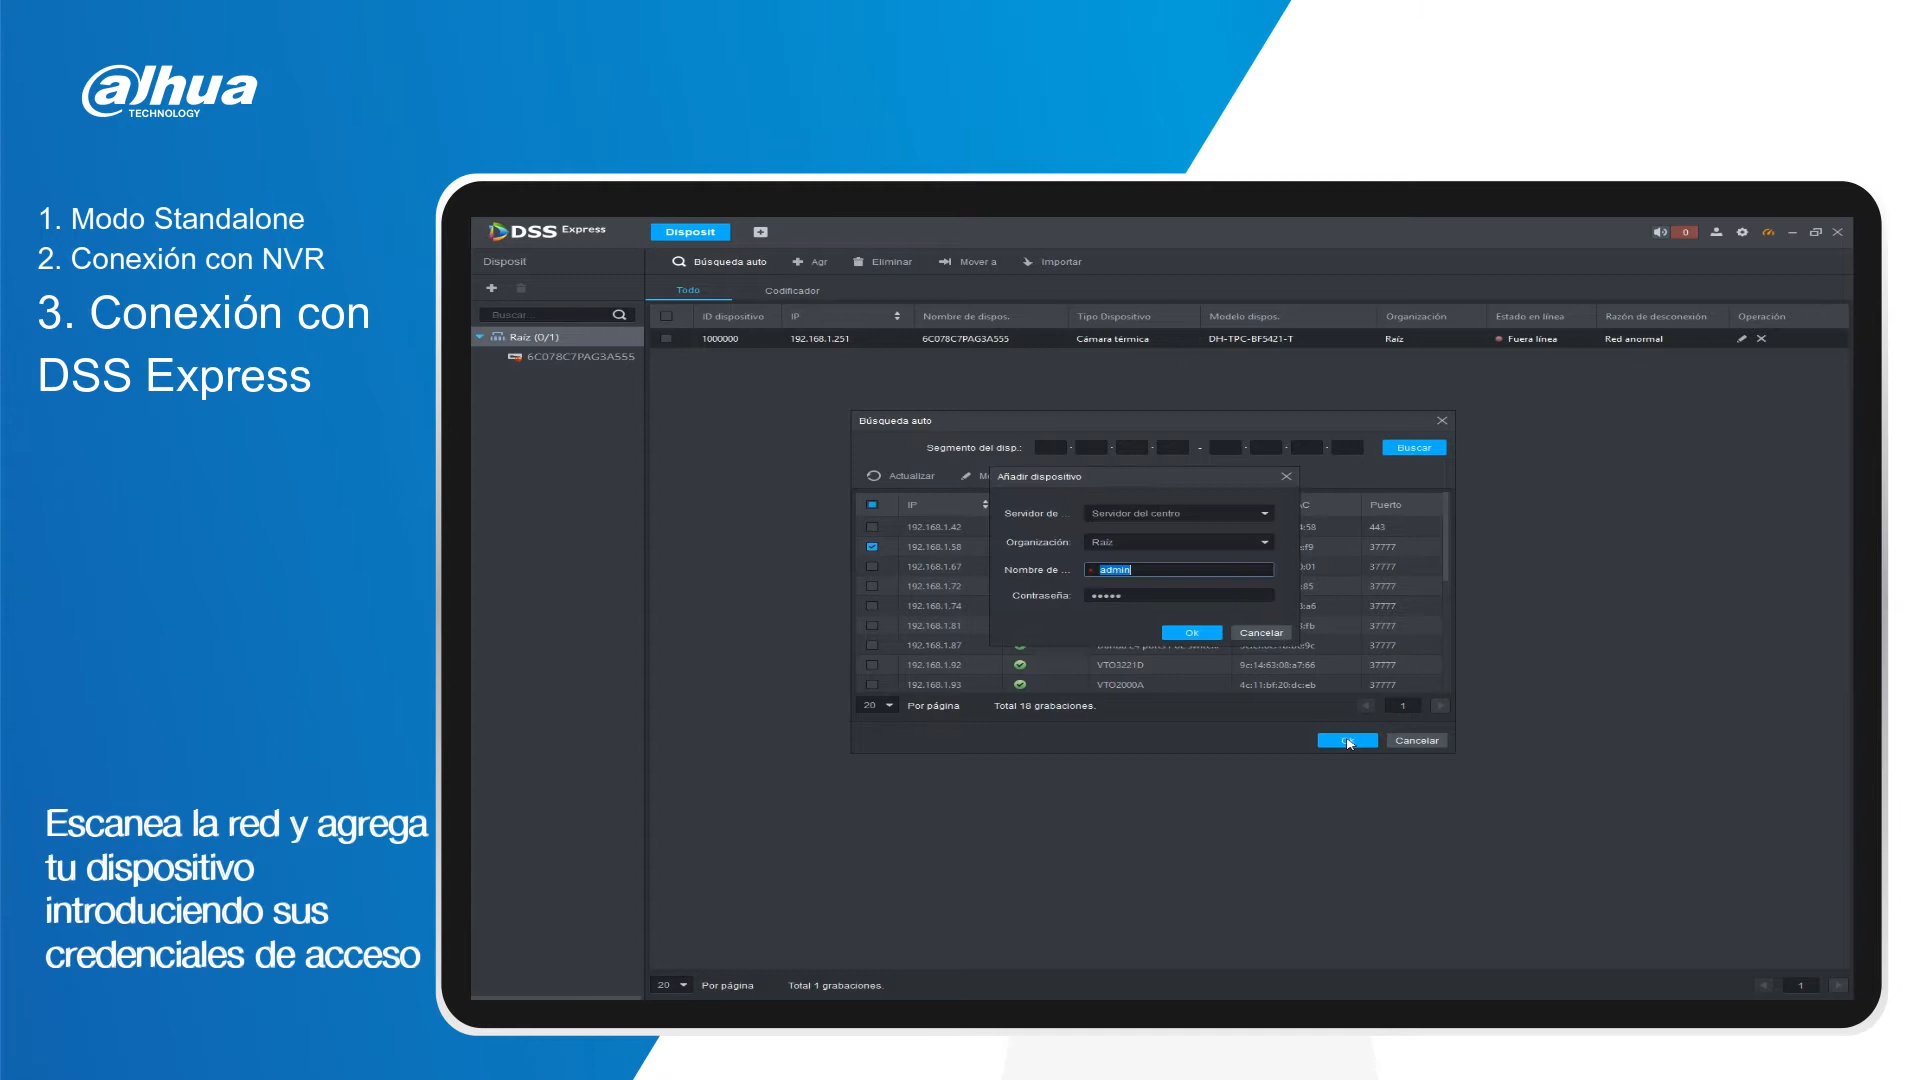 alhua
TECHNOLOGY
1. Modo Standalone
2. Conexión con NVR
3. Conexión con
DSS Express
Escanea la red y agrega
tu dispositivo
introduciendo sus
credenciales de acceso
DSS Express
Disposit
0
Disposit
Búsqueda auto
Agr
Eliminar
Mover a
Importar
Todo
Codificador
Buscar...
Raíz (0/1)
6C078C7PAG3A555
ID dispositivo
IP
Nombre de dispos.
Tipo Dispositivo
Modelo dispos.
Organización
Estado en línea
Razón de desconexión
Operación
1000000
192.168.1.251
6C078C7PAG3A555
Cámara térmica
DH-TPC-BF5421-T
Raíz
Fuera línea
Red anormal
Búsqueda auto
Segmento del disp.:
Buscar
Actualizar
Añadir dispositivo
Servidor de ...
Servidor del centro
Organización:
Raíz
Nombre de ...
admin
Contraseña:
Ok
Cancelar
IP
Puerto
192.168.1.42
443
192.168.1.58
37777
192.168.1.67
37777
192.168.1.72
37777
192.168.1.74
37777
192.168.1.81
37777
192.168.1.87
37777
192.168.1.92
VTO3221D
9c:14:63:08:a7:66
37777
192.168.1.93
VTO2000A
4c:11:bf:20:dc:eb
37777
20
Por página
Total 18 grabaciones.
1
Cancelar
20
Por página
Total 1 grabaciones.
1